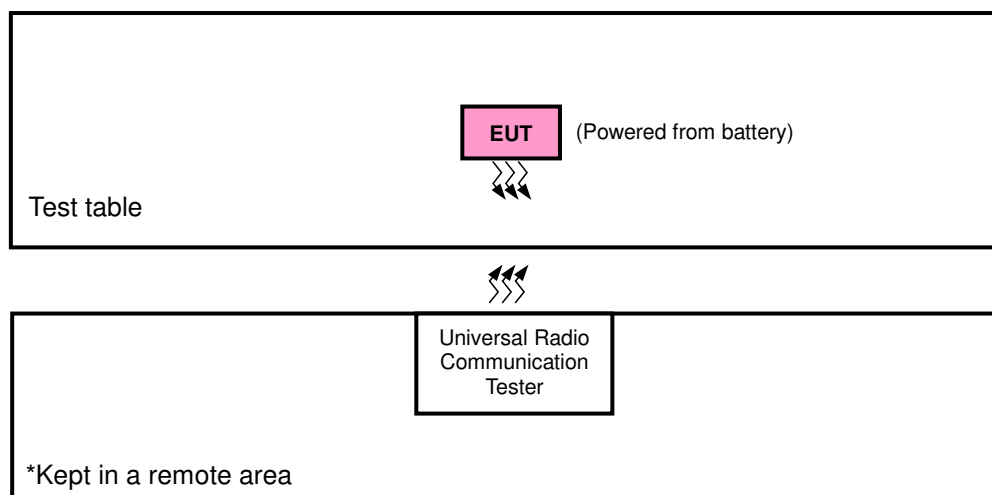 EUT
(Powered from battery)
Test table
Universal Radio
Communication
Tester
*Kept in a remote area